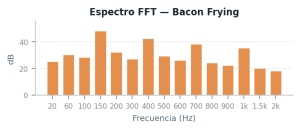 Espectro FFT — Bacon Frying
dB
40
20
0
20 60 100 150 200 300 400 500 600 700 800 900 1k 1.5k 2k
Frecuencia (Hz)